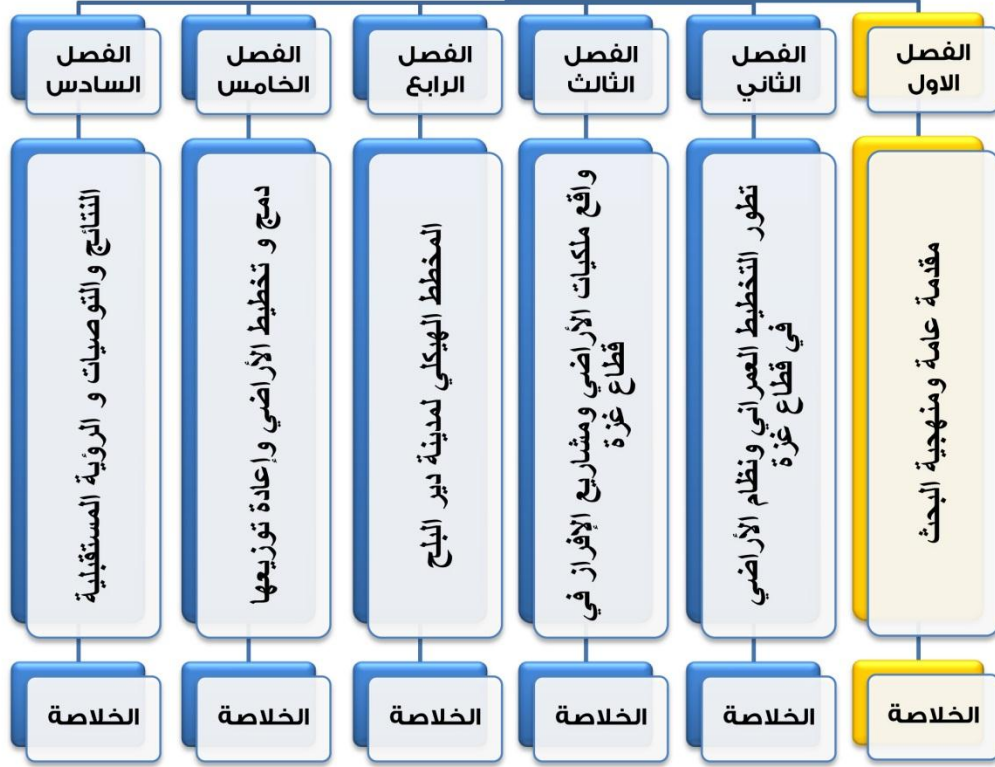 الفصل
الاول
الفصل
الثاني
الفصل
الثالث
الفصل
الرابع
الفصل
الخامس
الفصل
السادس
مقدمة عامة ومنهجية البحث
تطور التخطيط العمراني ونظام الأراضي
في قطاع غزة
واقع ملكيات الأراضي ومشاريع الإفراز في
قطاع غزة
المخطط الهيكلي لمدينة دير البلح
دمج و تخطيط الأراضي وإعادة توزيعها
النتائج والتوصيات و الرؤية المستقبلية
الخلاصة
الخلاصة
الخلاصة
الخلاصة
الخلاصة
الخلاصة